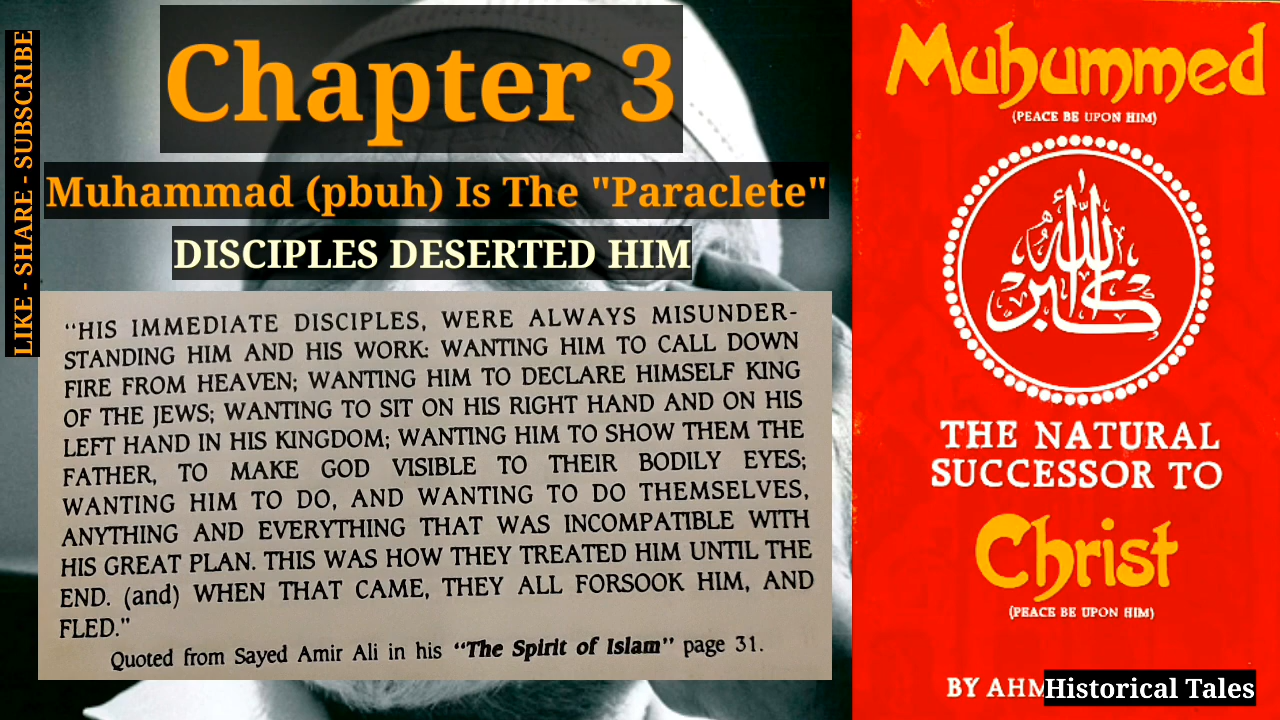 LIKE - SHARE - SUBSCRIBE
Chapter 3
Muhammad (pbuh) Is The "Paraclete"
DISCIPLES DESERTED HIM
“HIS IMMEDIATE DISCIPLES, WERE ALWAYS MISUNDER-
STANDING HIM AND HIS WORK: WANTING HIM TO CALL DOWN
FIRE FROM HEAVEN; WANTING HIM TO DECLARE HIMSELF KING
OF THE JEWS; WANTING TO SIT ON HIS RIGHT HAND AND ON HIS
LEFT HAND IN HIS KINGDOM; WANTING HIM TO SHOW THEM THE
FATHER, TO MAKE GOD VISIBLE TO THEIR BODILY EYES;
WANTING HIM TO DO, AND WANTING TO DO THEMSELVES,
ANYTHING AND EVERYTHING THAT WAS INCOMPATIBLE WITH
HIS GREAT PLAN. THIS WAS HOW THEY TREATED HIM UNTIL THE
END. (and) WHEN THAT CAME, THEY ALL FORSOOK HIM, AND
FLED.”
Quoted from Sayed Amir Ali in his “The Spirit of Islam” page 31.
Muhummed
(PEACE BE UPON HIM)
الله اكبر
THE NATURAL
SUCCESSOR TO
Christ
(PEACE BE UPON HIM)
BY AHM
Historical Tales